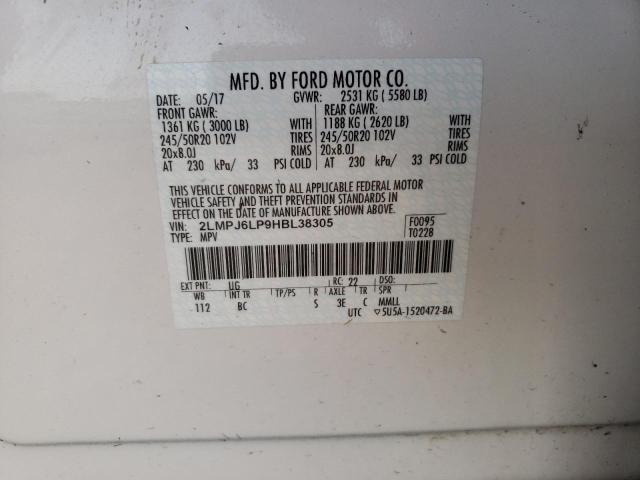 MFD. BY FORD MOTOR CO.
DATE: 05/17 GVWR: 2531 KG ( 5580 LB)
FRONT GAWR: REAR GAWR:
1361 KG ( 3000 LB) WITH 1188 KG ( 2620 LB) WITH
245/50R20 102V TIRES 245/50R20 102V TIRES
20x8.0J RIMS 20x8.0J RIMS
AT 230 kPa/ 33 PSI COLD AT 230 kPa/ 33 PSI COLD
THIS VEHICLE CONFORMS TO ALL APPLICABLE FEDERAL MOTOR
VEHICLE SAFETY AND THEFT PREVENTION STANDARDS IN
EFFECT ON THE DATE OF MANUFACTURE SHOWN ABOVE.
VIN: 2LMPJ6LP9HBL38305 F0095
TYPE: MPV T0228
EXT PNT: UG RC: 22 DSO:
WB INT TR TP/PS R AXLE TR SPR
112 BC S 3E C MMLL
UTC ▽5U5A-1520472-BA